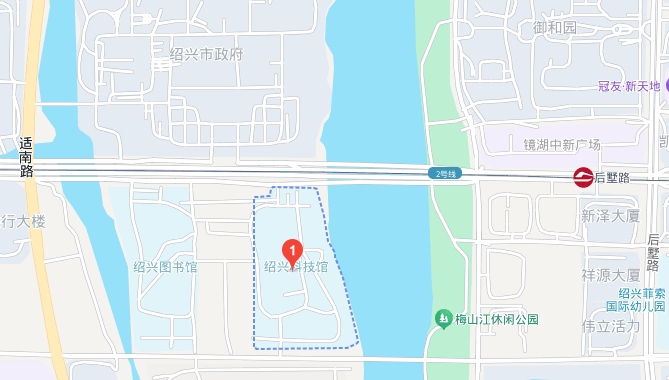 御和园
绍兴市政府
冠友·新天地
适南路
镜湖中新广场
凯
2号线
后墅路
行大楼
新泽大厦
后墅路
1
绍兴图书馆
绍兴科技馆
祥源大厦
绍兴菲索
国际幼儿园
梅山江休闲公园
伟立活力